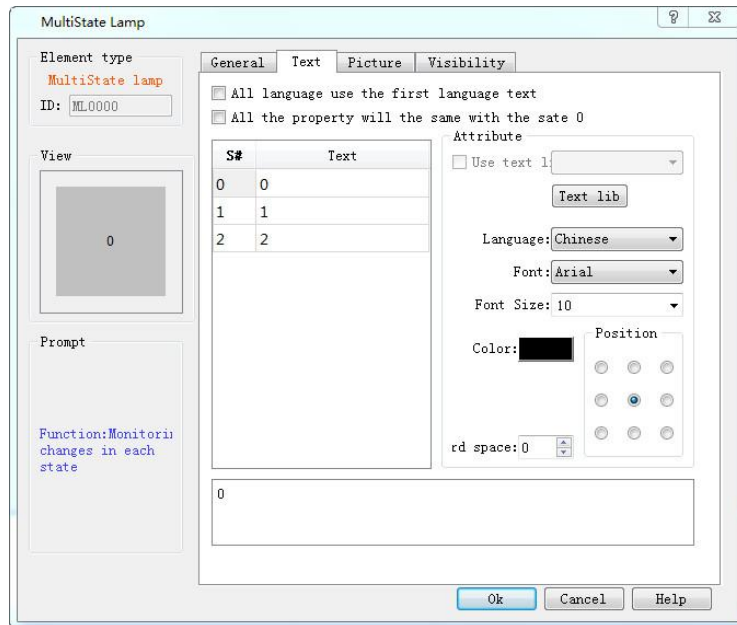 MultiState Lamp
Element type
MultiState lamp
ID: ML0000
View
0
Prompt
Function:Monitorin
changes in each
state
General Text Picture Visibility
All language use the first language text
All the property will the same with the sate 0
S# Text
0 0
1 1
2 2
Attribute
Use text l
Text lib
Language: Chinese
Font: Arial
Font Size: 10
Color:
Position
rd space: 0
0
Ok Cancel Help